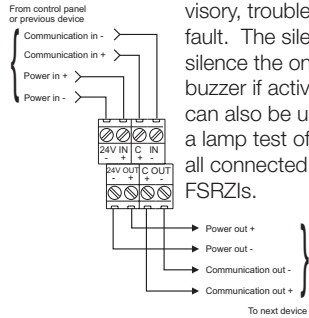 From control panel
or previous device
Communication in -
Communication in +
Power in +
Power in -
24V IN C IN
- + + -
24V OUT C OUT
- + + -
Power out +
Power out -
Communication out -
Communication out +
To next device
visory, trouble
fault. The sile
silence the on
buzzer if activ
can also be u
a lamp test of
all connected
FSRZIs.